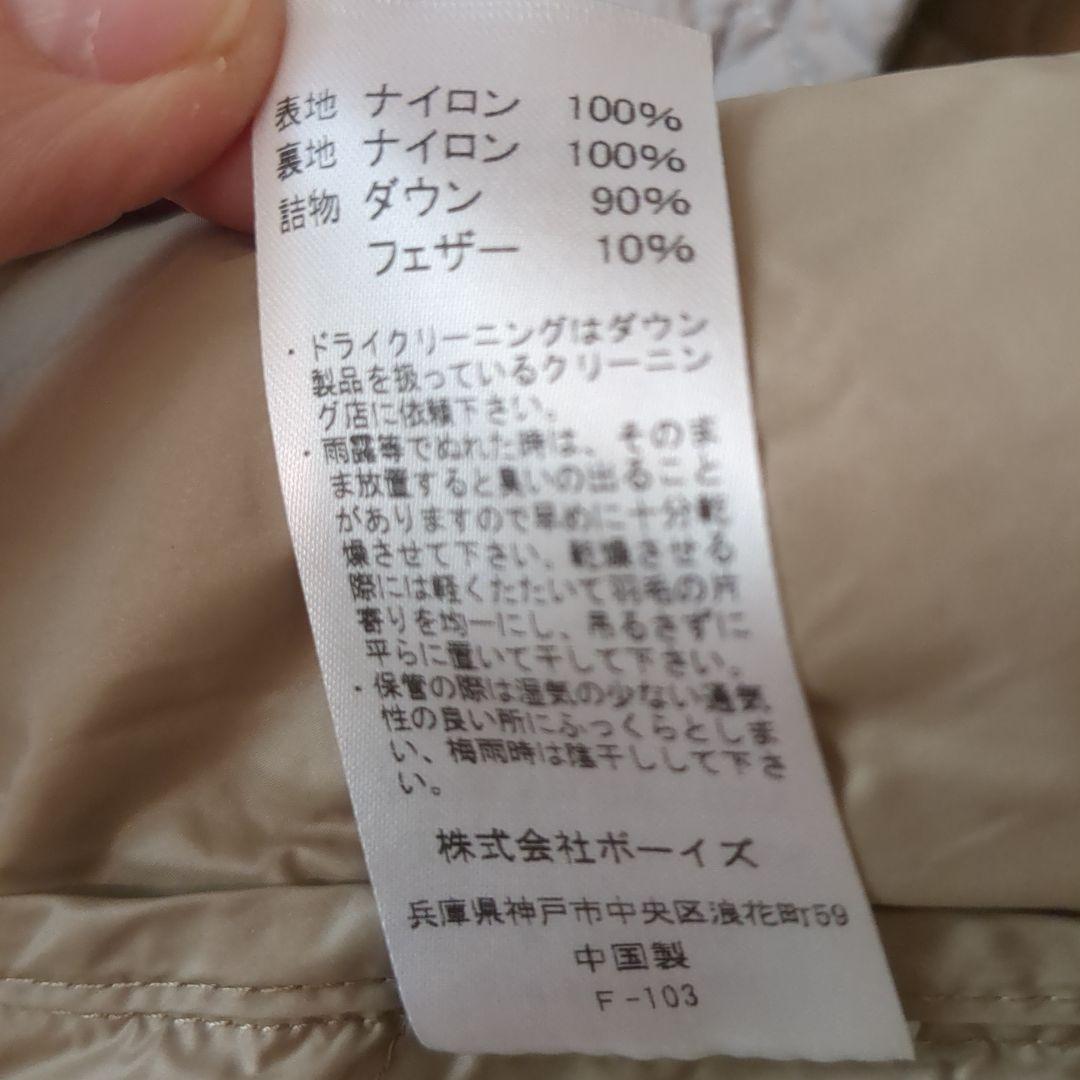 表地 ナイロン 100%
裏地 ナイロン 100%
詰物 ダウン 90%
フェザー 10%
・ドライクリーニングはダウン
製品を扱っているクリーニン
グ店に依頼下さい。
・雨露等でぬれた時は、そのま
ま放置すると臭いの出ること
がありますので早めに十分乾
燥させて下さい。乾燥させる
際には軽くたたいて羽毛の片
寄りを均一にし、吊るさずに
平らに置いて干して下さい。
・保管の際は湿気の少ない通気
性の良い所にふっくらとしま
い、梅雨時は陰干しして下さ
い。
株式会社ボーイズ
兵庫県神戸市中央区浪花町59
中国製
F-103